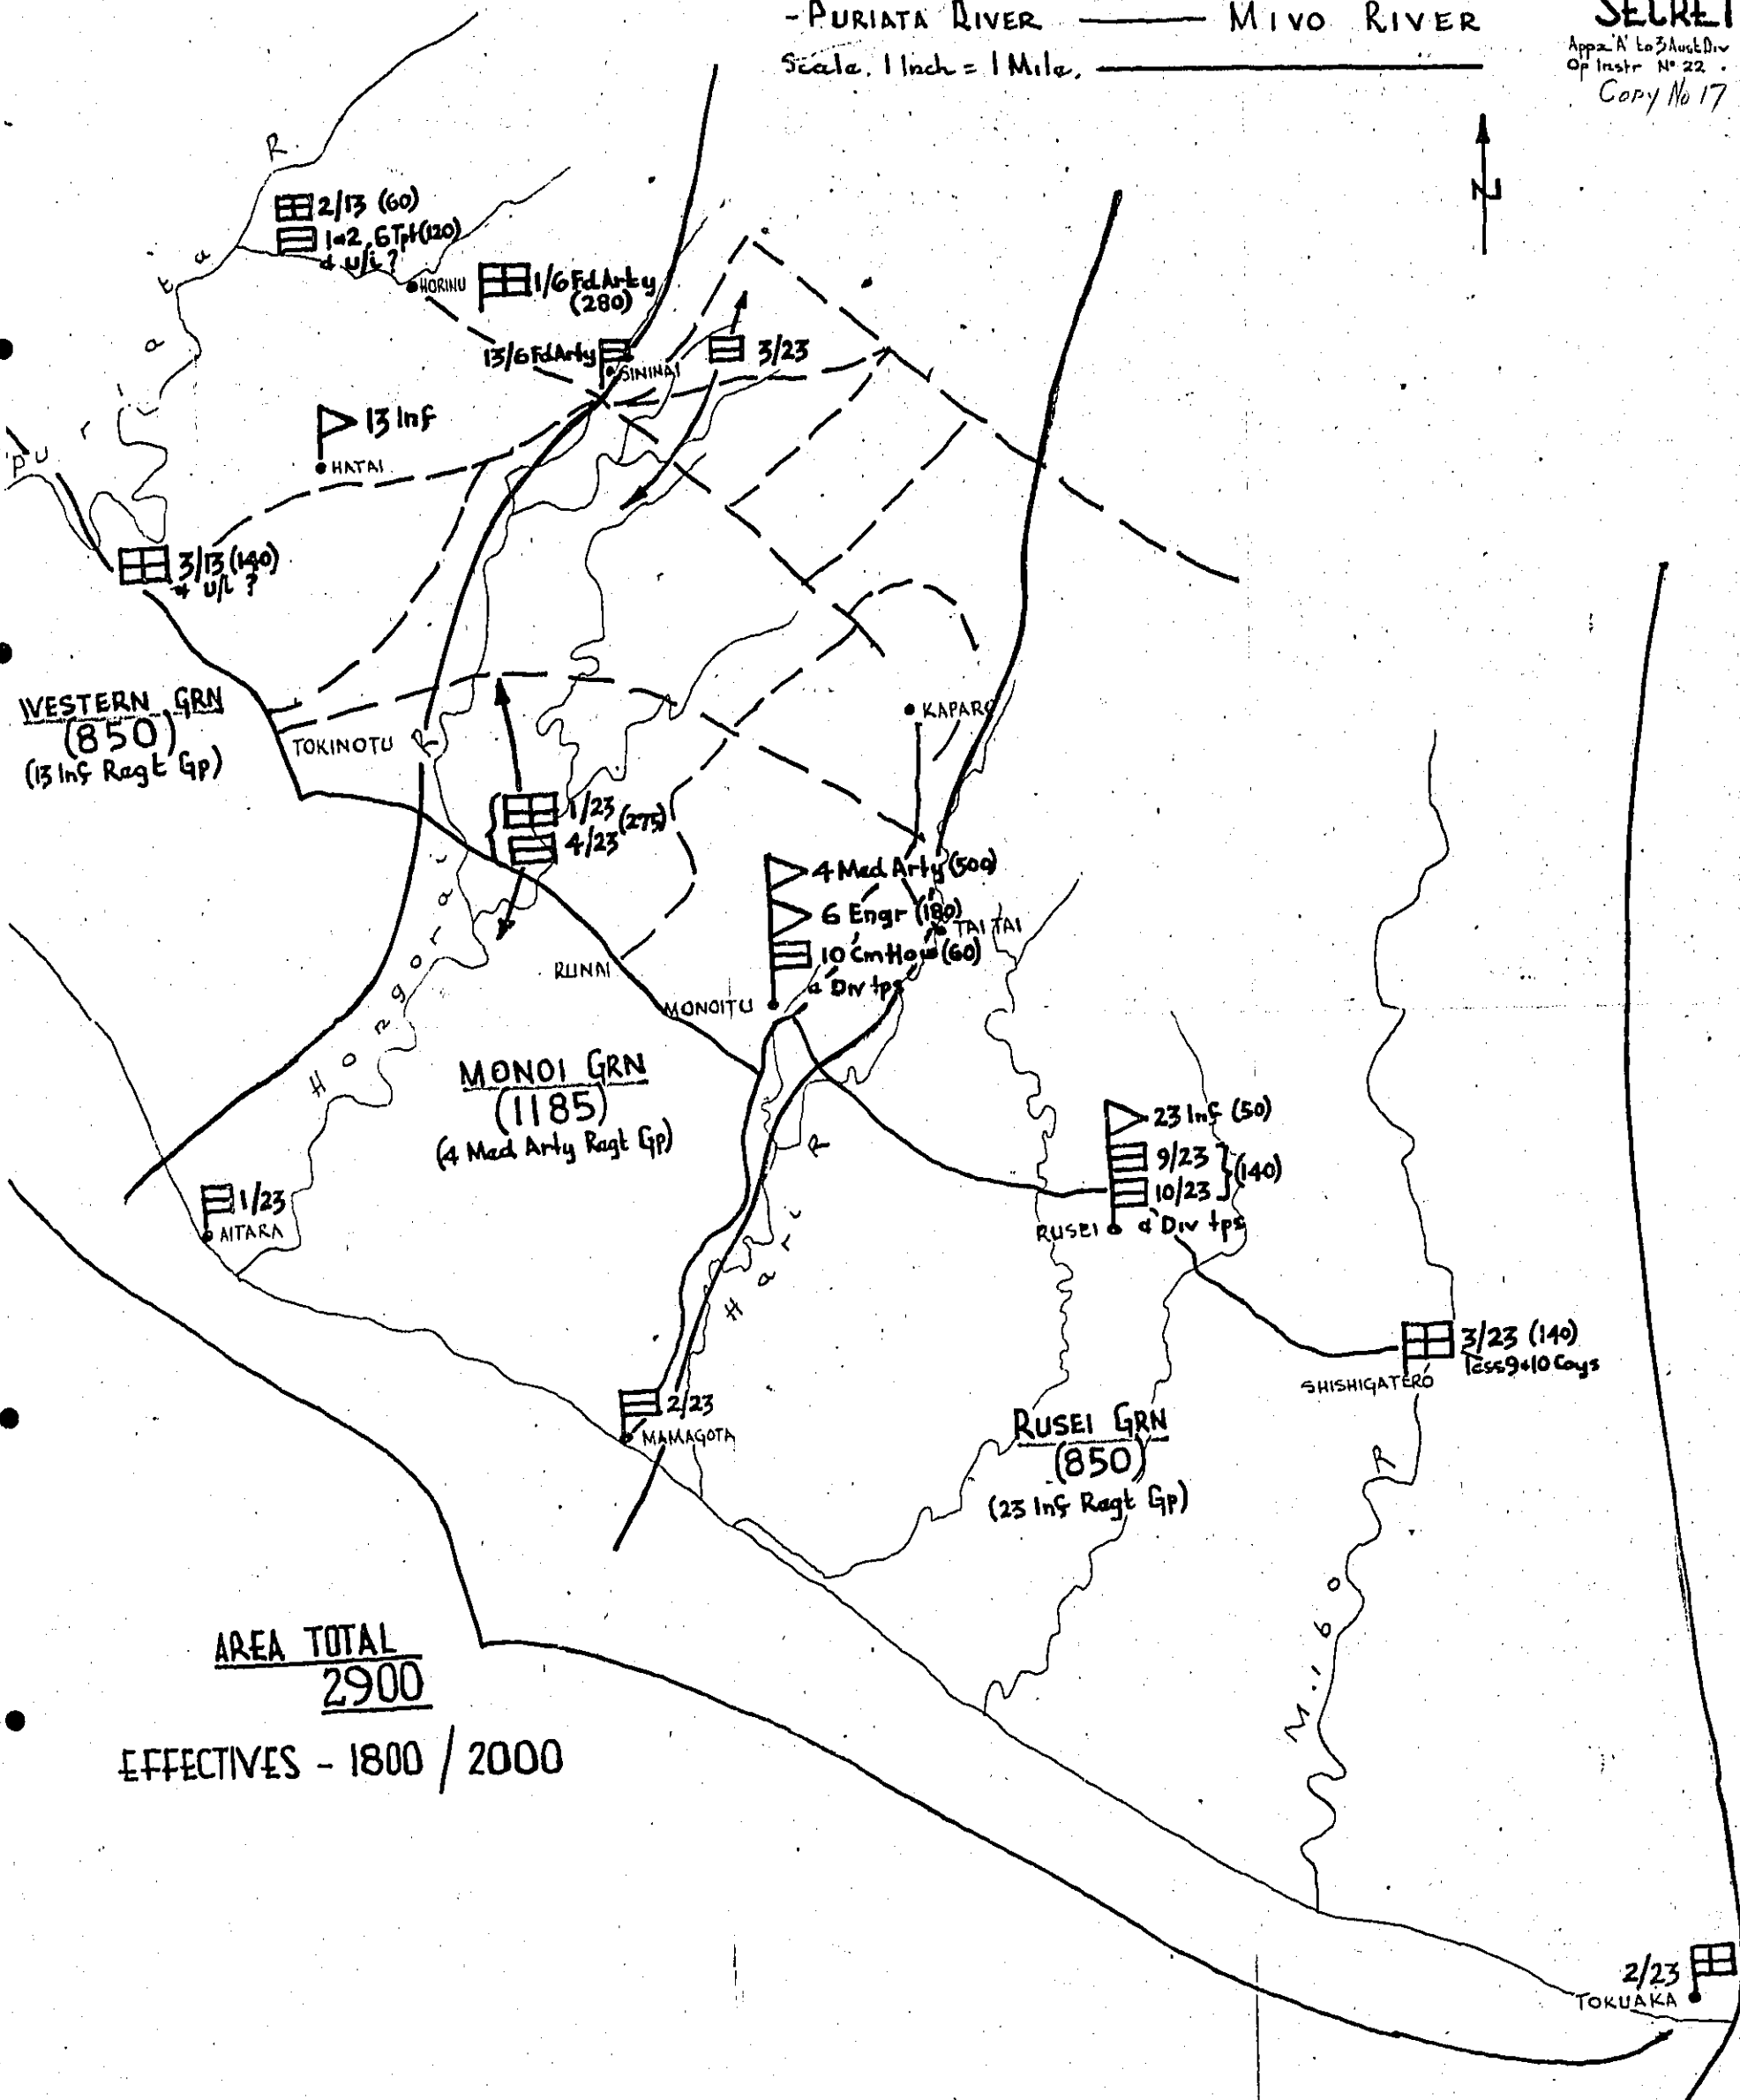 - PURIATA RIVER —— MIVO RIVER
Scale. 1 Inch = 1 Mile.
SECRET
Appx 'A' to 3 Aust Div
Op Instr No 22.
Copy No 17
N
R.
2/13 (60)
1 & 2, 6 Tpt (120)
& U/i ?
HORINU
1/6 Fd Arty
(280)
13/6 Fd Arty
SININAI
3/23
13 Inf
HATAI
Puriata
3/13 (140)
& U/i ?
WESTERN GRN
(850)
(13 Inf Regt Gp)
TOKINOTU
R
KAPARO
1/23
4/23
(275)
4 Med Arty (500)
6 Engr (180)
TAI TAI
10 Cm How (60)
& Div tps
RUNAI
MONOITU
Hongorai
MONOI GRN
(1185)
(4 Med Arty Regt Gp)
23 Inf (50)
9/23
10/23
(140)
& Div tps
RUSEI
1/23
AITARA
Hari R
3/23 (140)
less 9 & 10 Coys
SHISHIGATERO
2/23
MAMAGOTA
RUSEI GRN
(850)
(23 Inf Regt Gp)
Mibo R
AREA TOTAL
2900
EFFECTIVES - 1800 / 2000
2/23
TOKUAKA